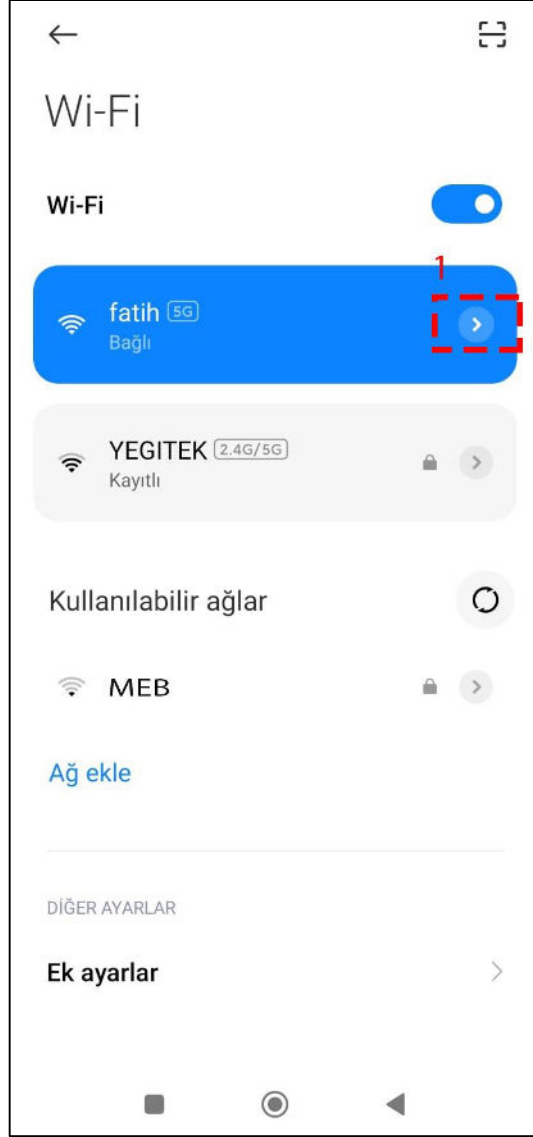 Wi-Fi
Wi-Fi
1
fatih 5G
Bağlı
YEGITEK 2.4G/5G
Kayıtlı
Kullanılabilir ağlar
MEB
Ağ ekle
DİĞER AYARLAR
Ek ayarlar